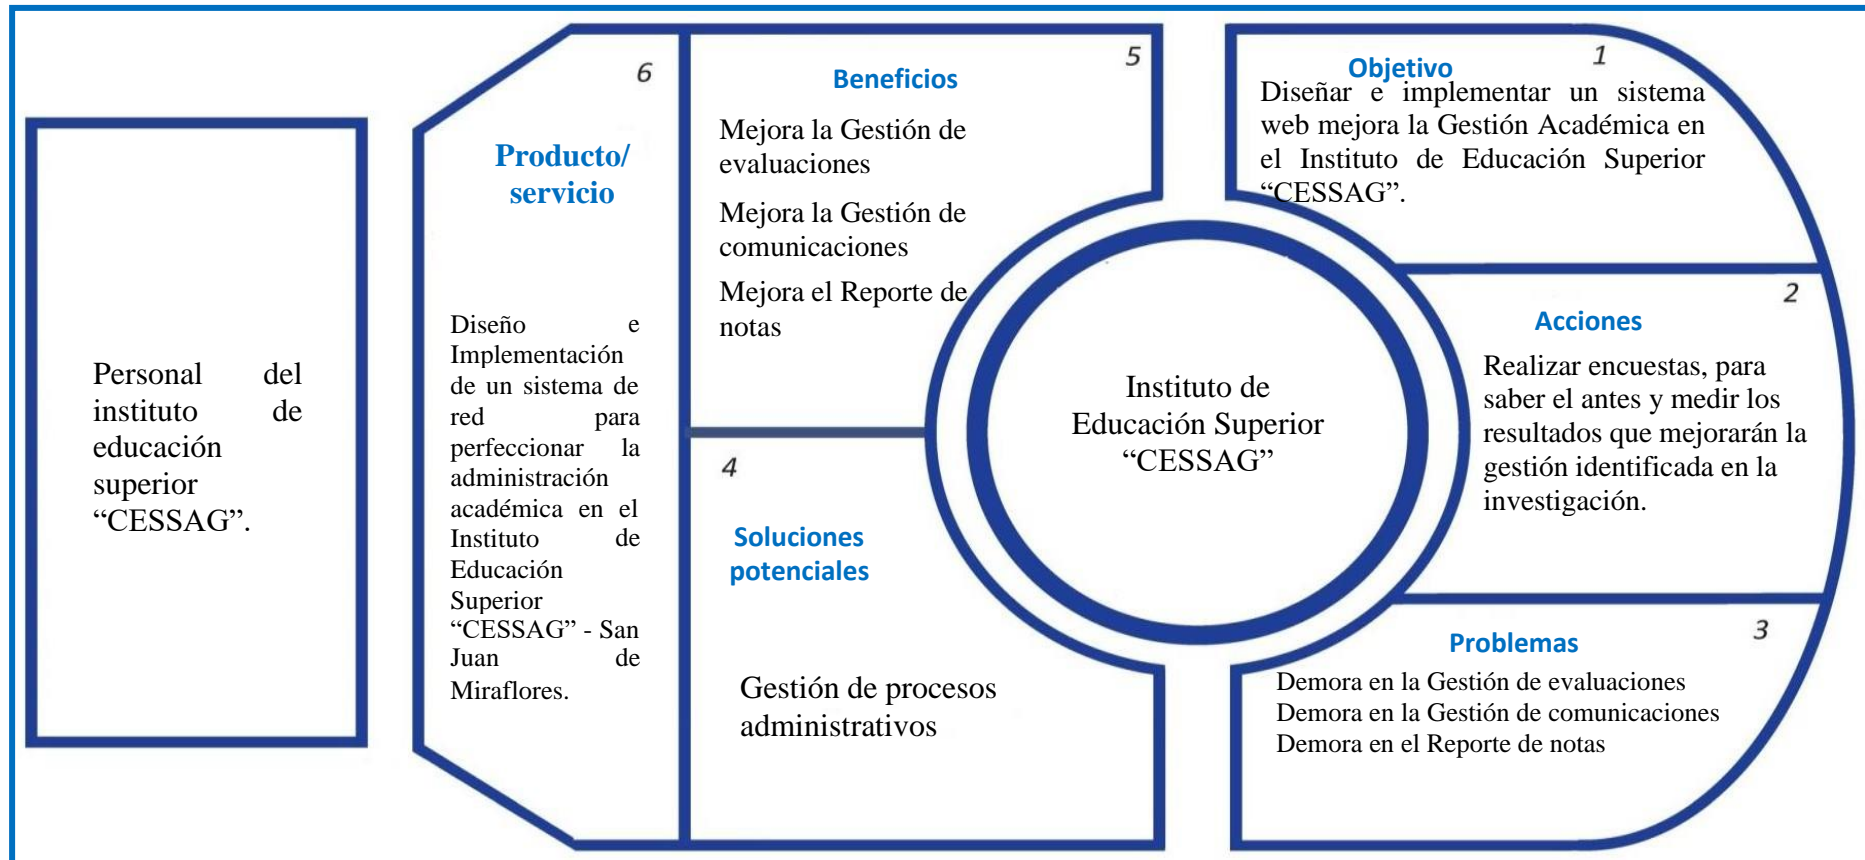 Personal del
instituto de
educación
superior
“CESSAG”.
6
Producto/
servicio
Diseño e
Implementación
de un sistema de
red para
perfeccionar la
administración
académica en el
Instituto de
Educación
Superior
“CESSAG” - San
Juan de
Miraflores.
5
Beneficios
Mejora la Gestión de
evaluaciones
Mejora la Gestión de
comunicaciones
Mejora el Reporte de
notas
4
Soluciones
potenciales
Gestión de procesos
administrativos
Instituto de
Educación Superior
“CESSAG”
1
Objetivo
Diseñar e implementar un sistema
web mejora la Gestión Académica en
el Instituto de Educación Superior
“CESSAG”.
2
Acciones
Realizar encuestas, para
saber el antes y medir los
resultados que mejorarán la
gestión identificada en la
investigación.
3
Problemas
Demora en la Gestión de evaluaciones
Demora en la Gestión de comunicaciones
Demora en el Reporte de notas